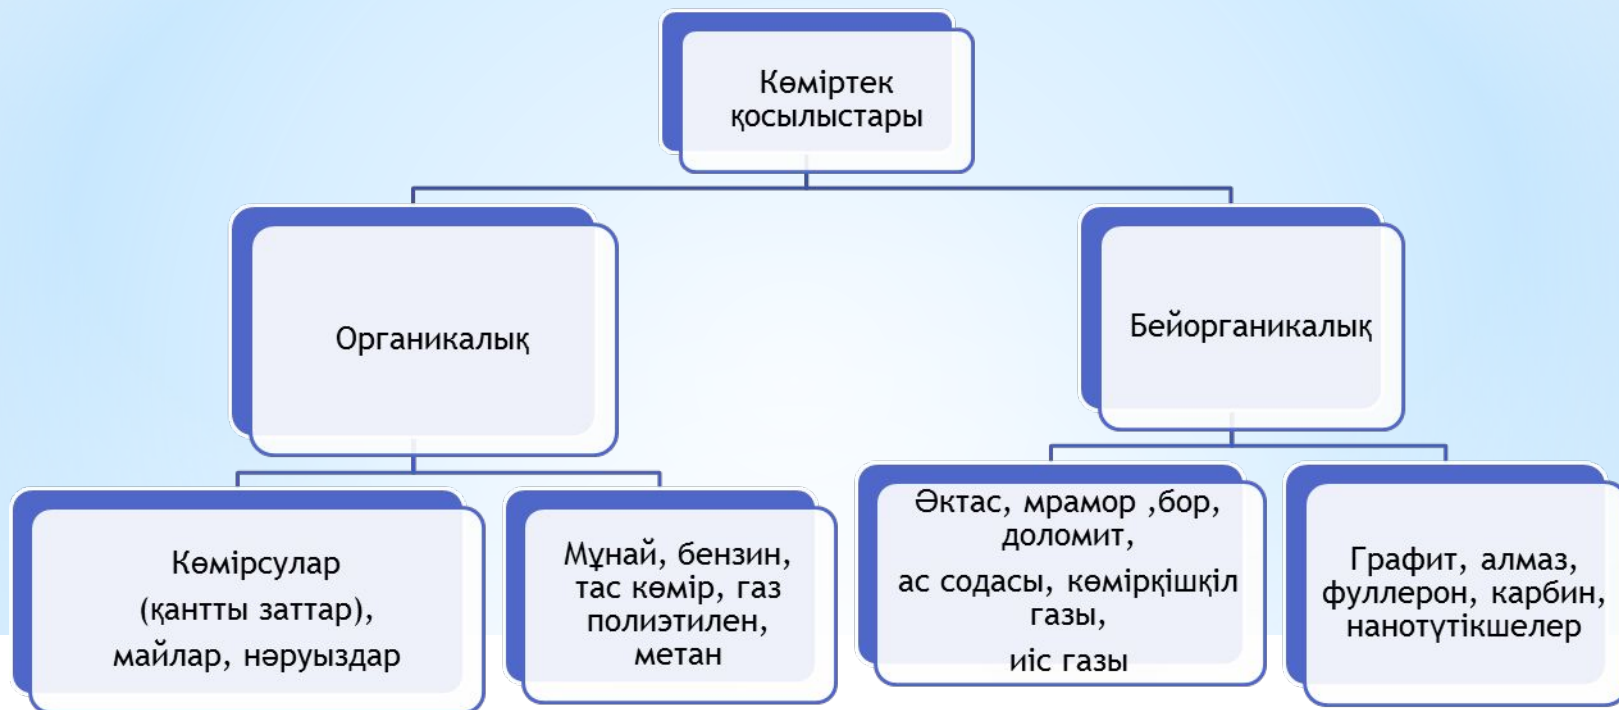 Көміртек
қосылыстары
Органикалық
Бейорганикалық
Көмірсулар
(қантты заттар),
майлар, нәруыздар
Мұнай, бензин,
тас көмір, газ
полиэтилен,
метан
Әктас, мрамор ,бор,
доломит,
ас содасы, көмірқішқіл
газы,
иіс газы
Графит, алмаз,
фуллерон, карбин,
нанотүтікшелер